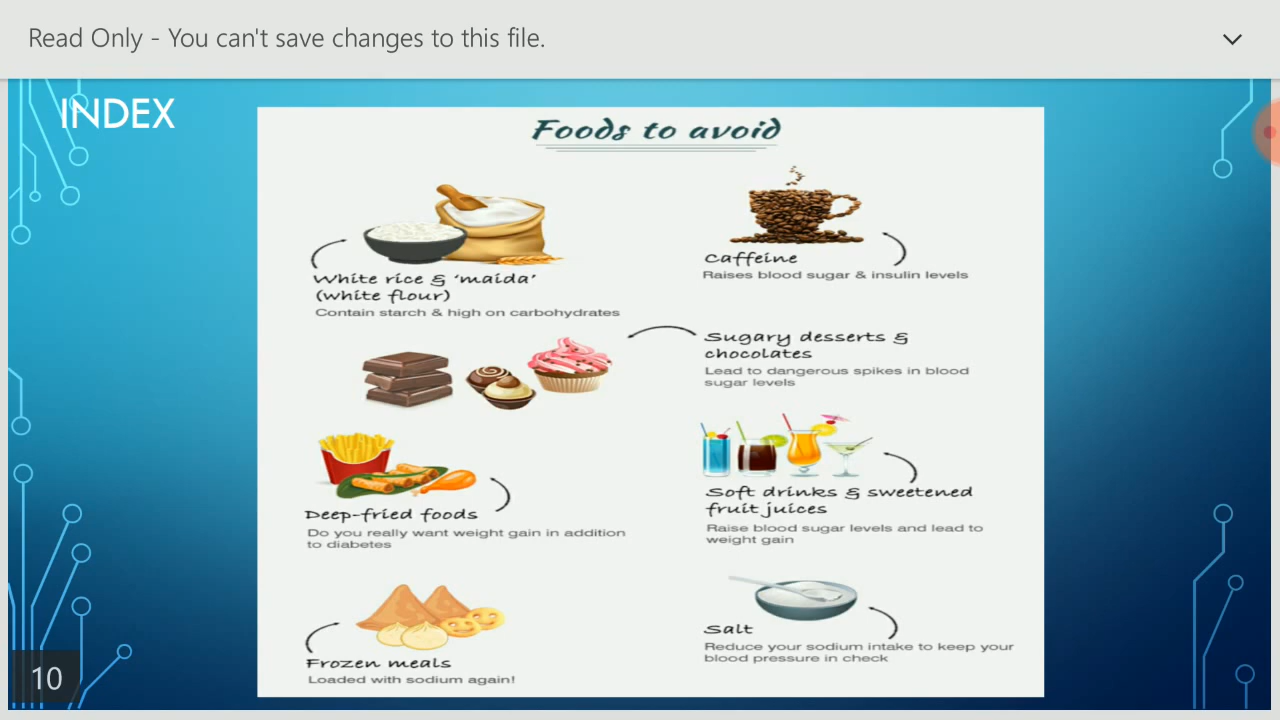 Read Only - You can't save changes to this file.
INDEX
Foods to avoid
White rice & 'maida'
(white flour)
Contain starch & high on carbohydrates
Caffeine
Raises blood sugar & insulin levels
Sugary desserts &
chocolates
Lead to dangerous spikes in blood
sugar levels
Deep-fried foods
Do you really want weight gain in addition
to diabetes
Soft drinks & sweetened
fruit juices
Raise blood sugar levels and lead to
weight gain
Frozen meals
Loaded with sodium again!
Salt
Reduce your sodium intake to keep your
blood pressure in check
10